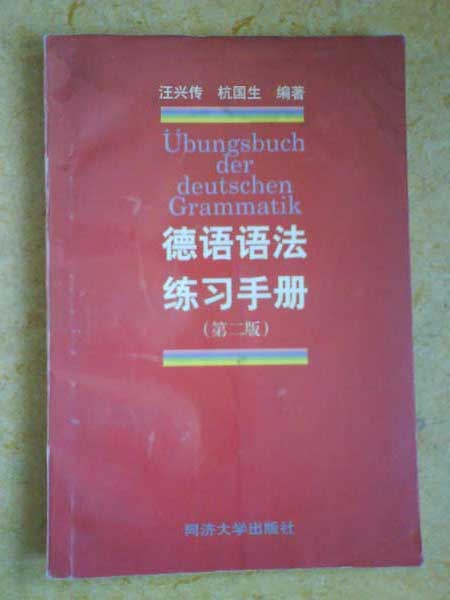 汪兴传 杭国生 编著
Übungsbuch
der
deutschen
Grammatik
德语语法
练习手册
(第二版)
同济大学出版社